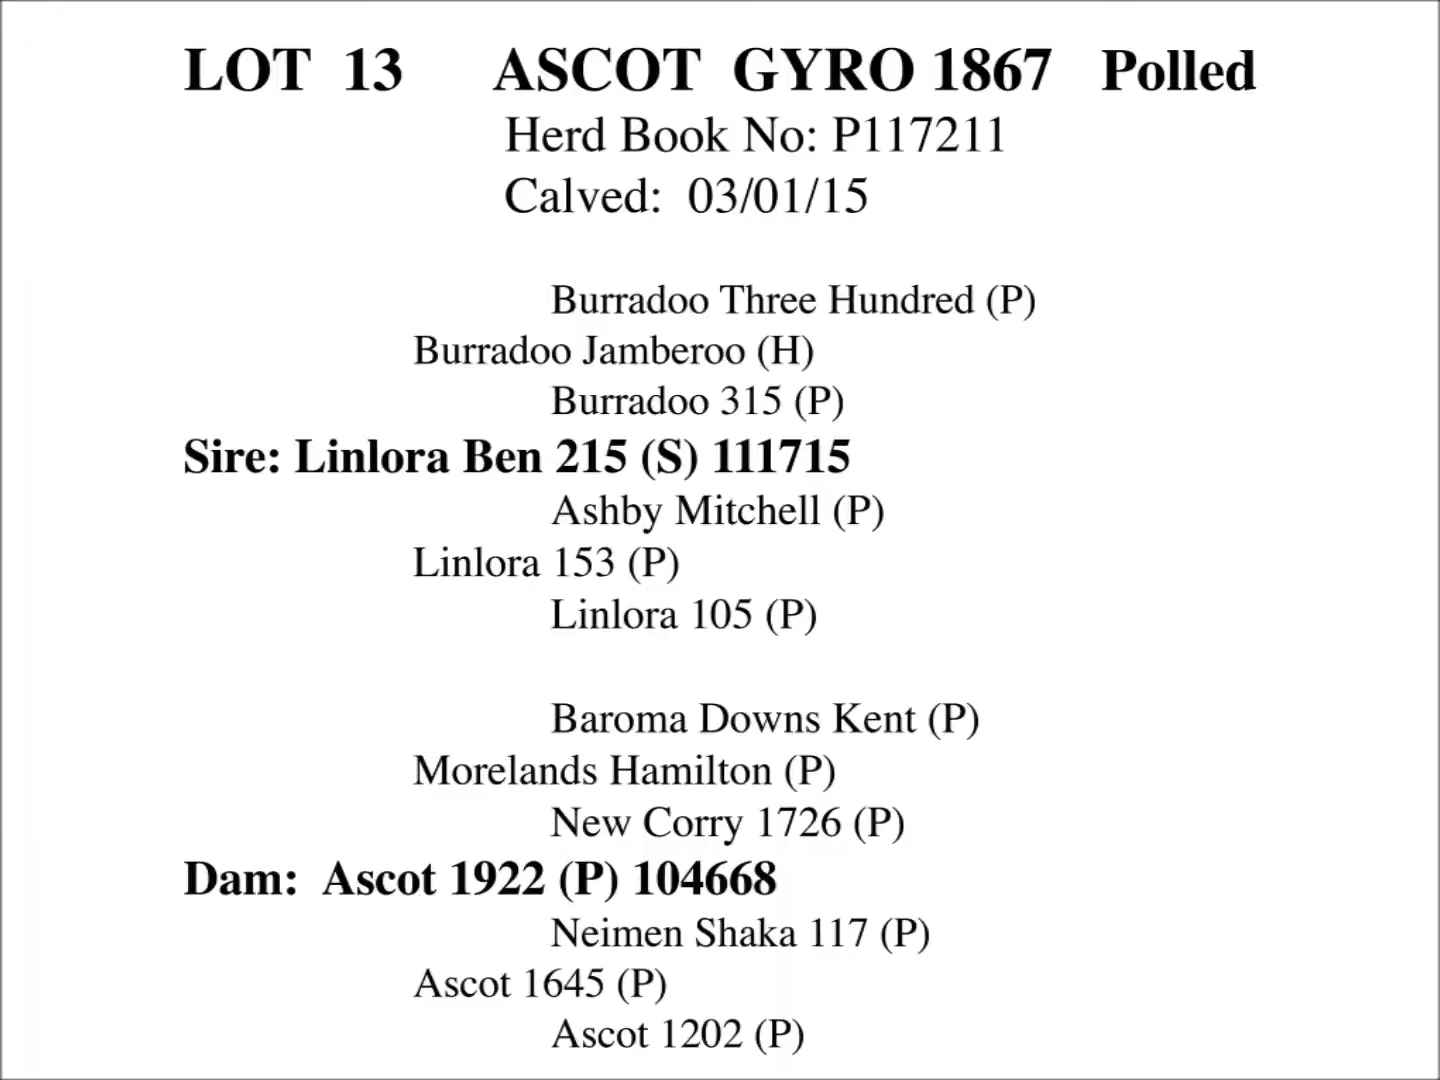 LOT 13 ASCOT GYRO 1867 Polled
Herd Book No: P117211
Calved: 03/01/15
Burradoo Three Hundred (P)
Burradoo Jamberoo (H)
Burradoo 315 (P)
Sire: Linlora Ben 215 (S) 111715
Ashby Mitchell (P)
Linlora 153 (P)
Linlora 105 (P)
Baroma Downs Kent (P)
Morelands Hamilton (P)
New Corry 1726 (P)
Dam: Ascot 1922 (P) 104668
Neimen Shaka 117 (P)
Ascot 1645 (P)
Ascot 1202 (P)